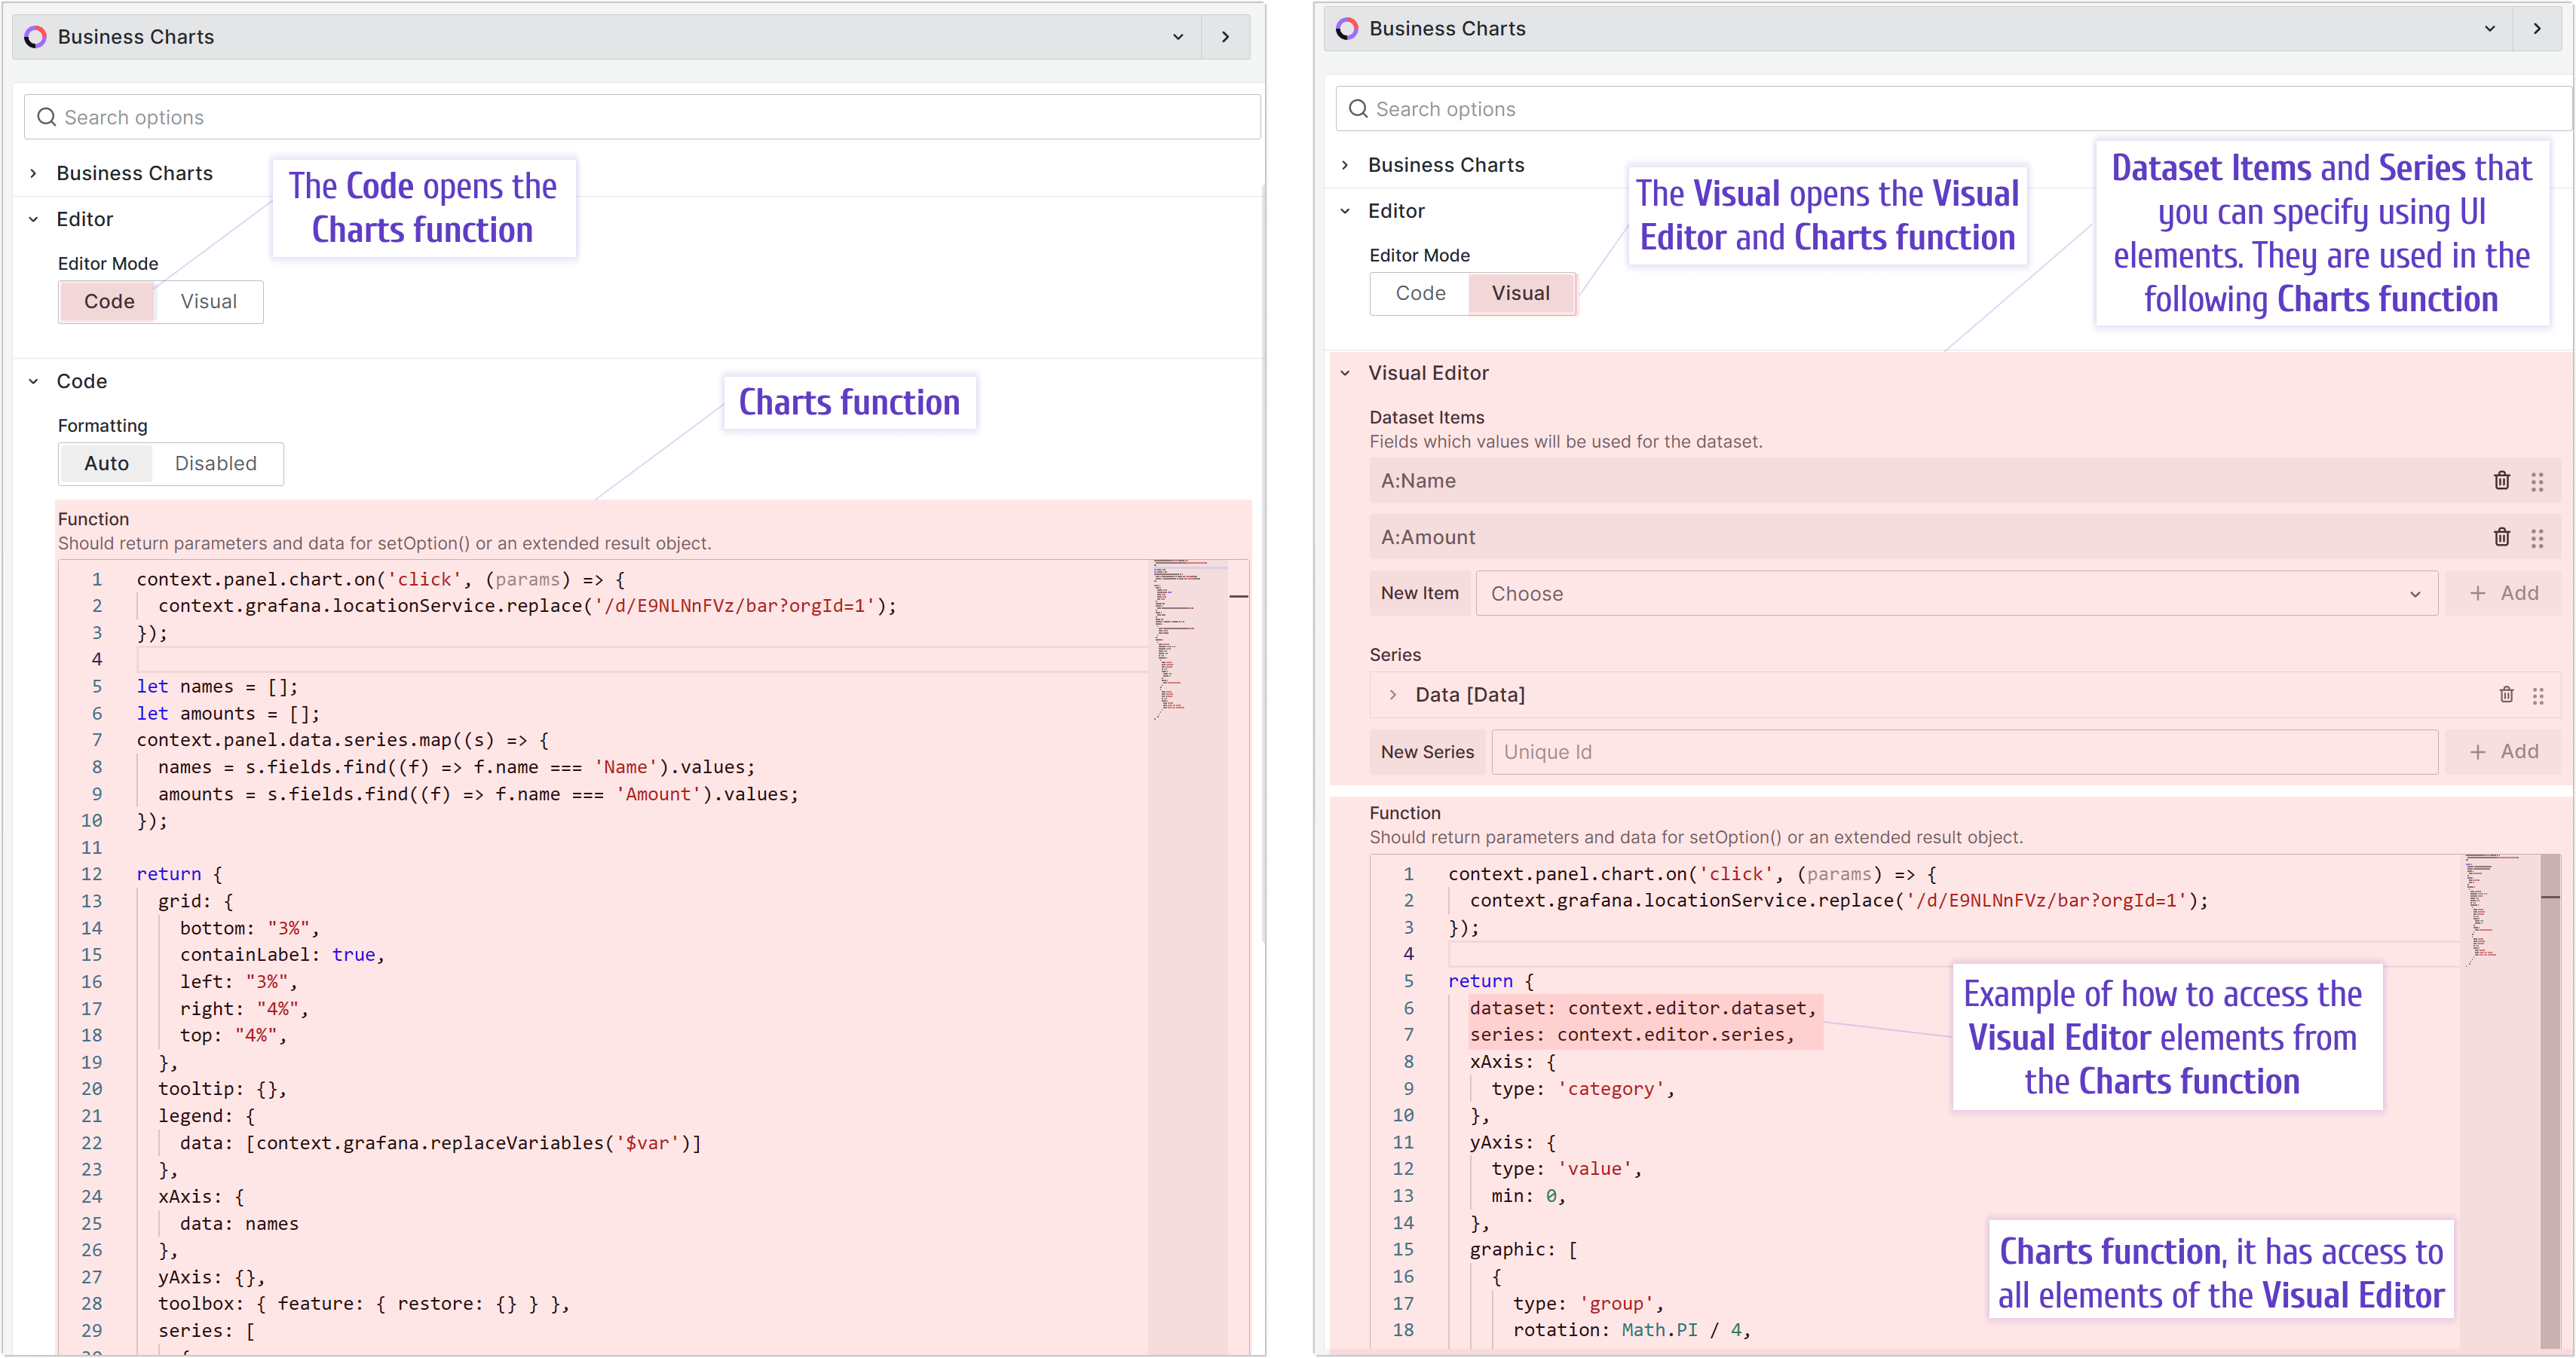 Business Charts
Search options
Business Charts
The Code opens the
Charts function
Editor
Editor Mode
Code Visual
Code
Charts function
Formatting
Auto Disabled
Function
Should return parameters and data for setOption() or an extended result object.
1 context.panel.chart.on('click', (params) => {
2 context.grafana.locationService.replace('/d/E9NLNnFVz/bar?orgId=1');
3 });
4
5 let names = [];
6 let amounts = [];
7 context.panel.data.series.map((s) => {
8 names = s.fields.find((f) => f.name === 'Name').values;
9 amounts = s.fields.find((f) => f.name === 'Amount').values;
10 });
11
12 return {
13 grid: {
14 bottom: "3%",
15 containLabel: true,
16 left: "3%",
17 right: "4%",
18 top: "4%",
19 },
20 tooltip: {},
21 legend: {
22 data: [context.grafana.replaceVariables('$var')]
23 },
24 xAxis: {
25 data: names
26 },
27 yAxis: {},
28 toolbox: { feature: { restore: {} } },
29 series: [
Business Charts
Search options
Business Charts
The Visual opens the Visual
Editor and Charts function
Dataset Items and Series that
you can specify using UI
elements. They are used in the
following Charts function
Editor
Editor Mode
Code Visual
Visual Editor
Dataset Items
Fields which values will be used for the dataset.
A:Name
A:Amount
New Item Choose + Add
Series
Data [Data]
New Series Unique Id + Add
Function
Should return parameters and data for setOption() or an extended result object.
1 context.panel.chart.on('click', (params) => {
2 context.grafana.locationService.replace('/d/E9NLNnFVz/bar?orgId=1');
3 });
4
5 return {
6 dataset: context.editor.dataset,
7 series: context.editor.series,
8 xAxis: {
9 type: 'category',
10 },
11 yAxis: {
12 type: 'value',
13 min: 0,
14 },
15 graphic: [
16 {
17 type: 'group',
18 rotation: Math.PI / 4,
Example of how to access the
Visual Editor elements from
the Charts function
Charts function, it has access to
all elements of the Visual Editor